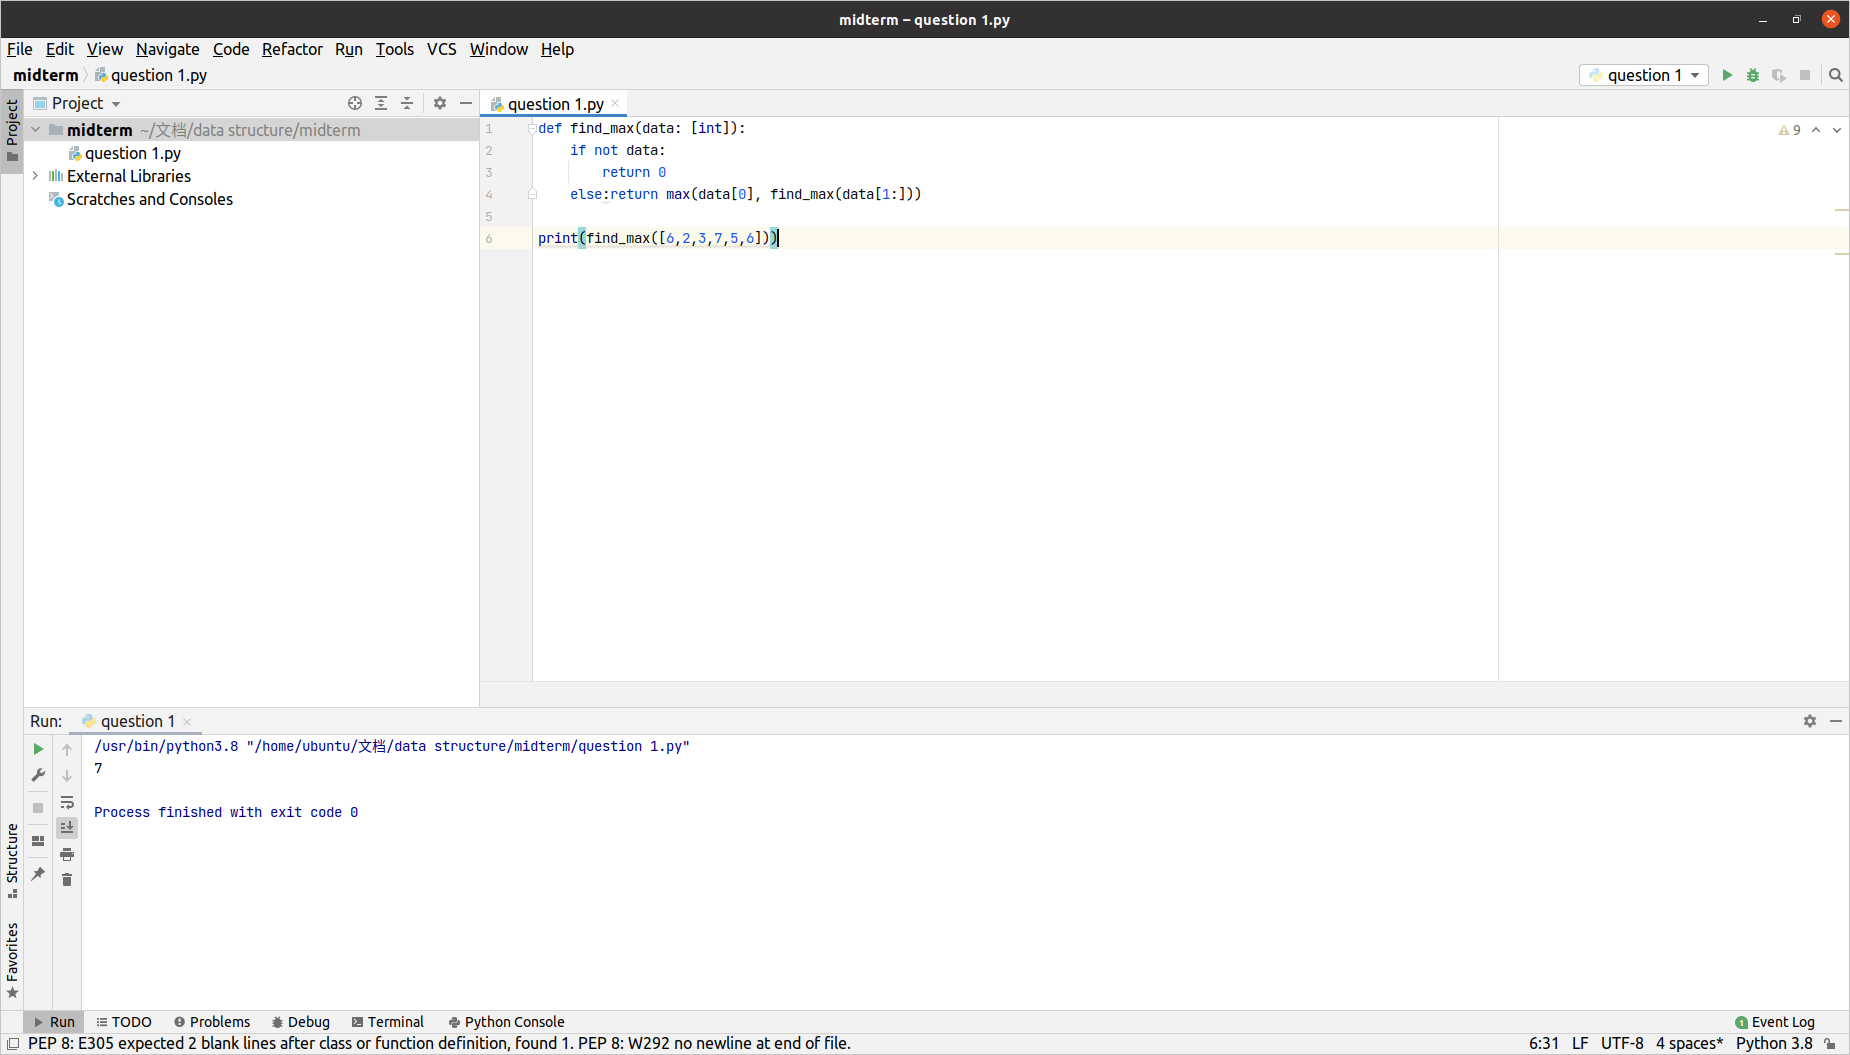 midterm – question 1.py
File Edit View Navigate Code Refactor Run Tools VCS Window Help
midterm question 1.py
question 1
Project
Project
question 1.py
midterm ~/文档/data structure/midterm
question 1.py
External Libraries
Scratches and Consoles
1 def find_max(data: [int]):
2 if not data:
3 return 0
4 else:return max(data[0], find_max(data[1:]))
5
6 print(find_max([6,2,3,7,5,6]))
9
Run: question 1
/usr/bin/python3.8 "/home/ubuntu/文档/data structure/midterm/question 1.py"
7
Process finished with exit code 0
Structure
Favorites
Run TODO Problems Debug Terminal Python Console
1 Event Log
PEP 8: E305 expected 2 blank lines after class or function definition, found 1. PEP 8: W292 no newline at end of file.
6:31 LF UTF-8 4 spaces* Python 3.8